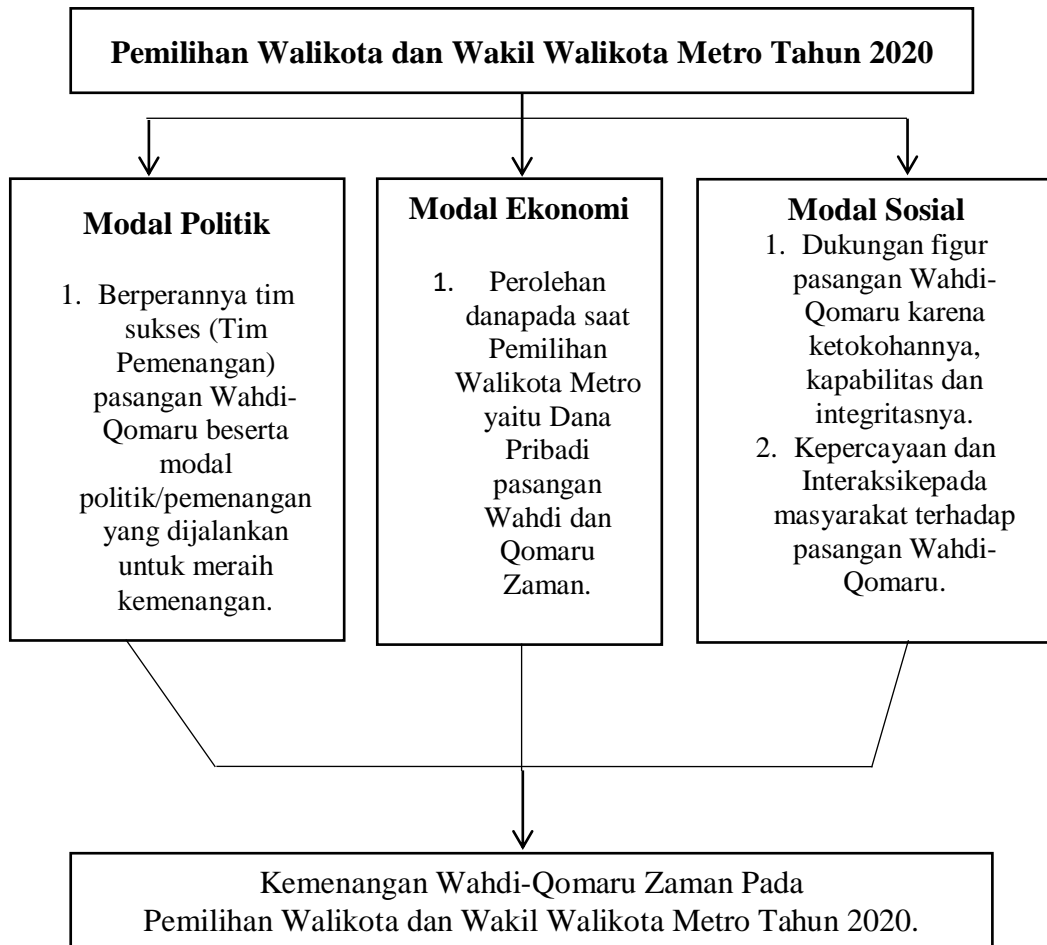 Pemilihan Walikota dan Wakil Walikota Metro Tahun 2020
Modal Politik
1. Berperannya tim
sukses (Tim
Pemenangan)
pasangan Wahdi-
Qomaru beserta
modal
politik/pemenangan
yang dijalankan
untuk meraih
kemenangan.
Modal Ekonomi
1. Perolehan
danapada saat
Pemilihan
Walikota Metro
yaitu Dana
Pribadi
pasangan
Wahdi dan
Qomaru
Zaman.
Modal Sosial
1. Dukungan figur
pasangan Wahdi-
Qomaru karena
ketokohannya,
kapabilitas dan
integritasnya.
2. Kepercayaan dan
Interaksikepada
masyarakat terhadap
pasangan Wahdi-
Qomaru.
Kemenangan Wahdi-Qomaru Zaman Pada
Pemilihan Walikota dan Wakil Walikota Metro Tahun 2020.